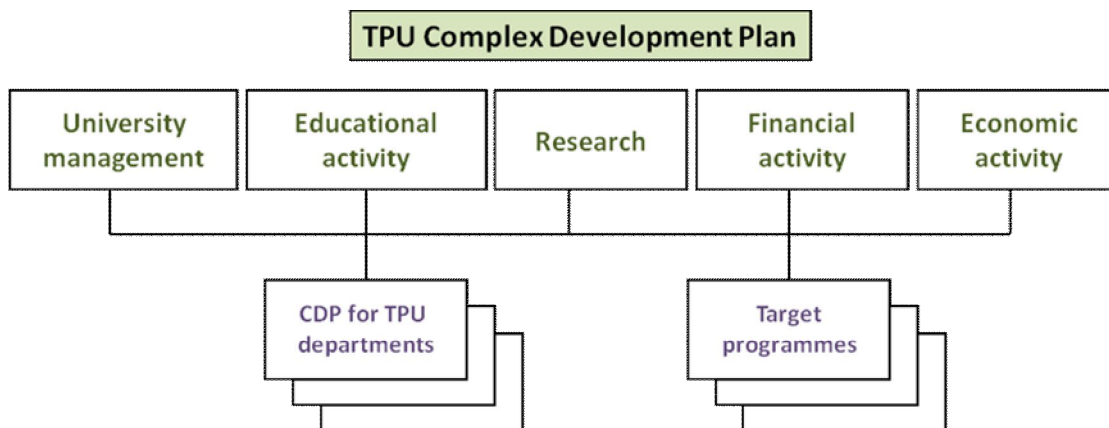 TPU Complex Development Plan
University
management
Educational
activity
Research
Financial
activity
Economic
activity
CDP for TPU
departments
Target
programmes